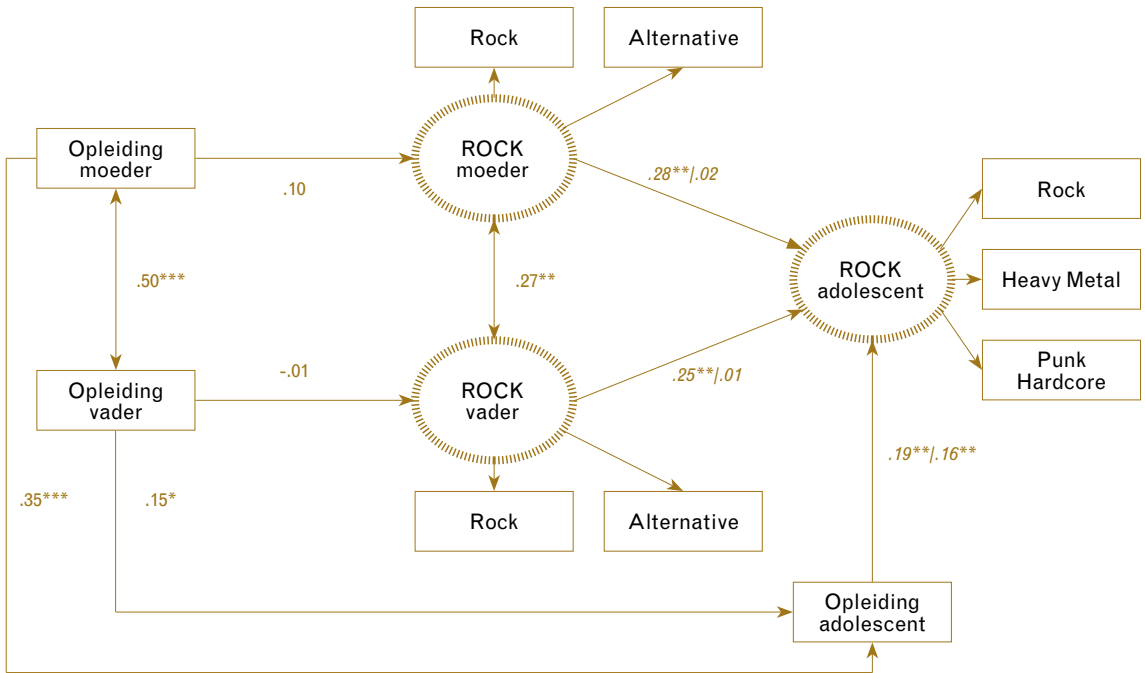 Rock
Alternative
Opleiding
moeder
ROCK
moeder
.10
.28**/.02
Rock
.50***
.27**
ROCK
adolescent
Heavy Metal
Opleiding
vader
-.01
ROCK
vader
.25**/.01
Punk
Hardcore
.19**/.16**
.35***
.15*
Rock
Alternative
Opleiding
adolescent